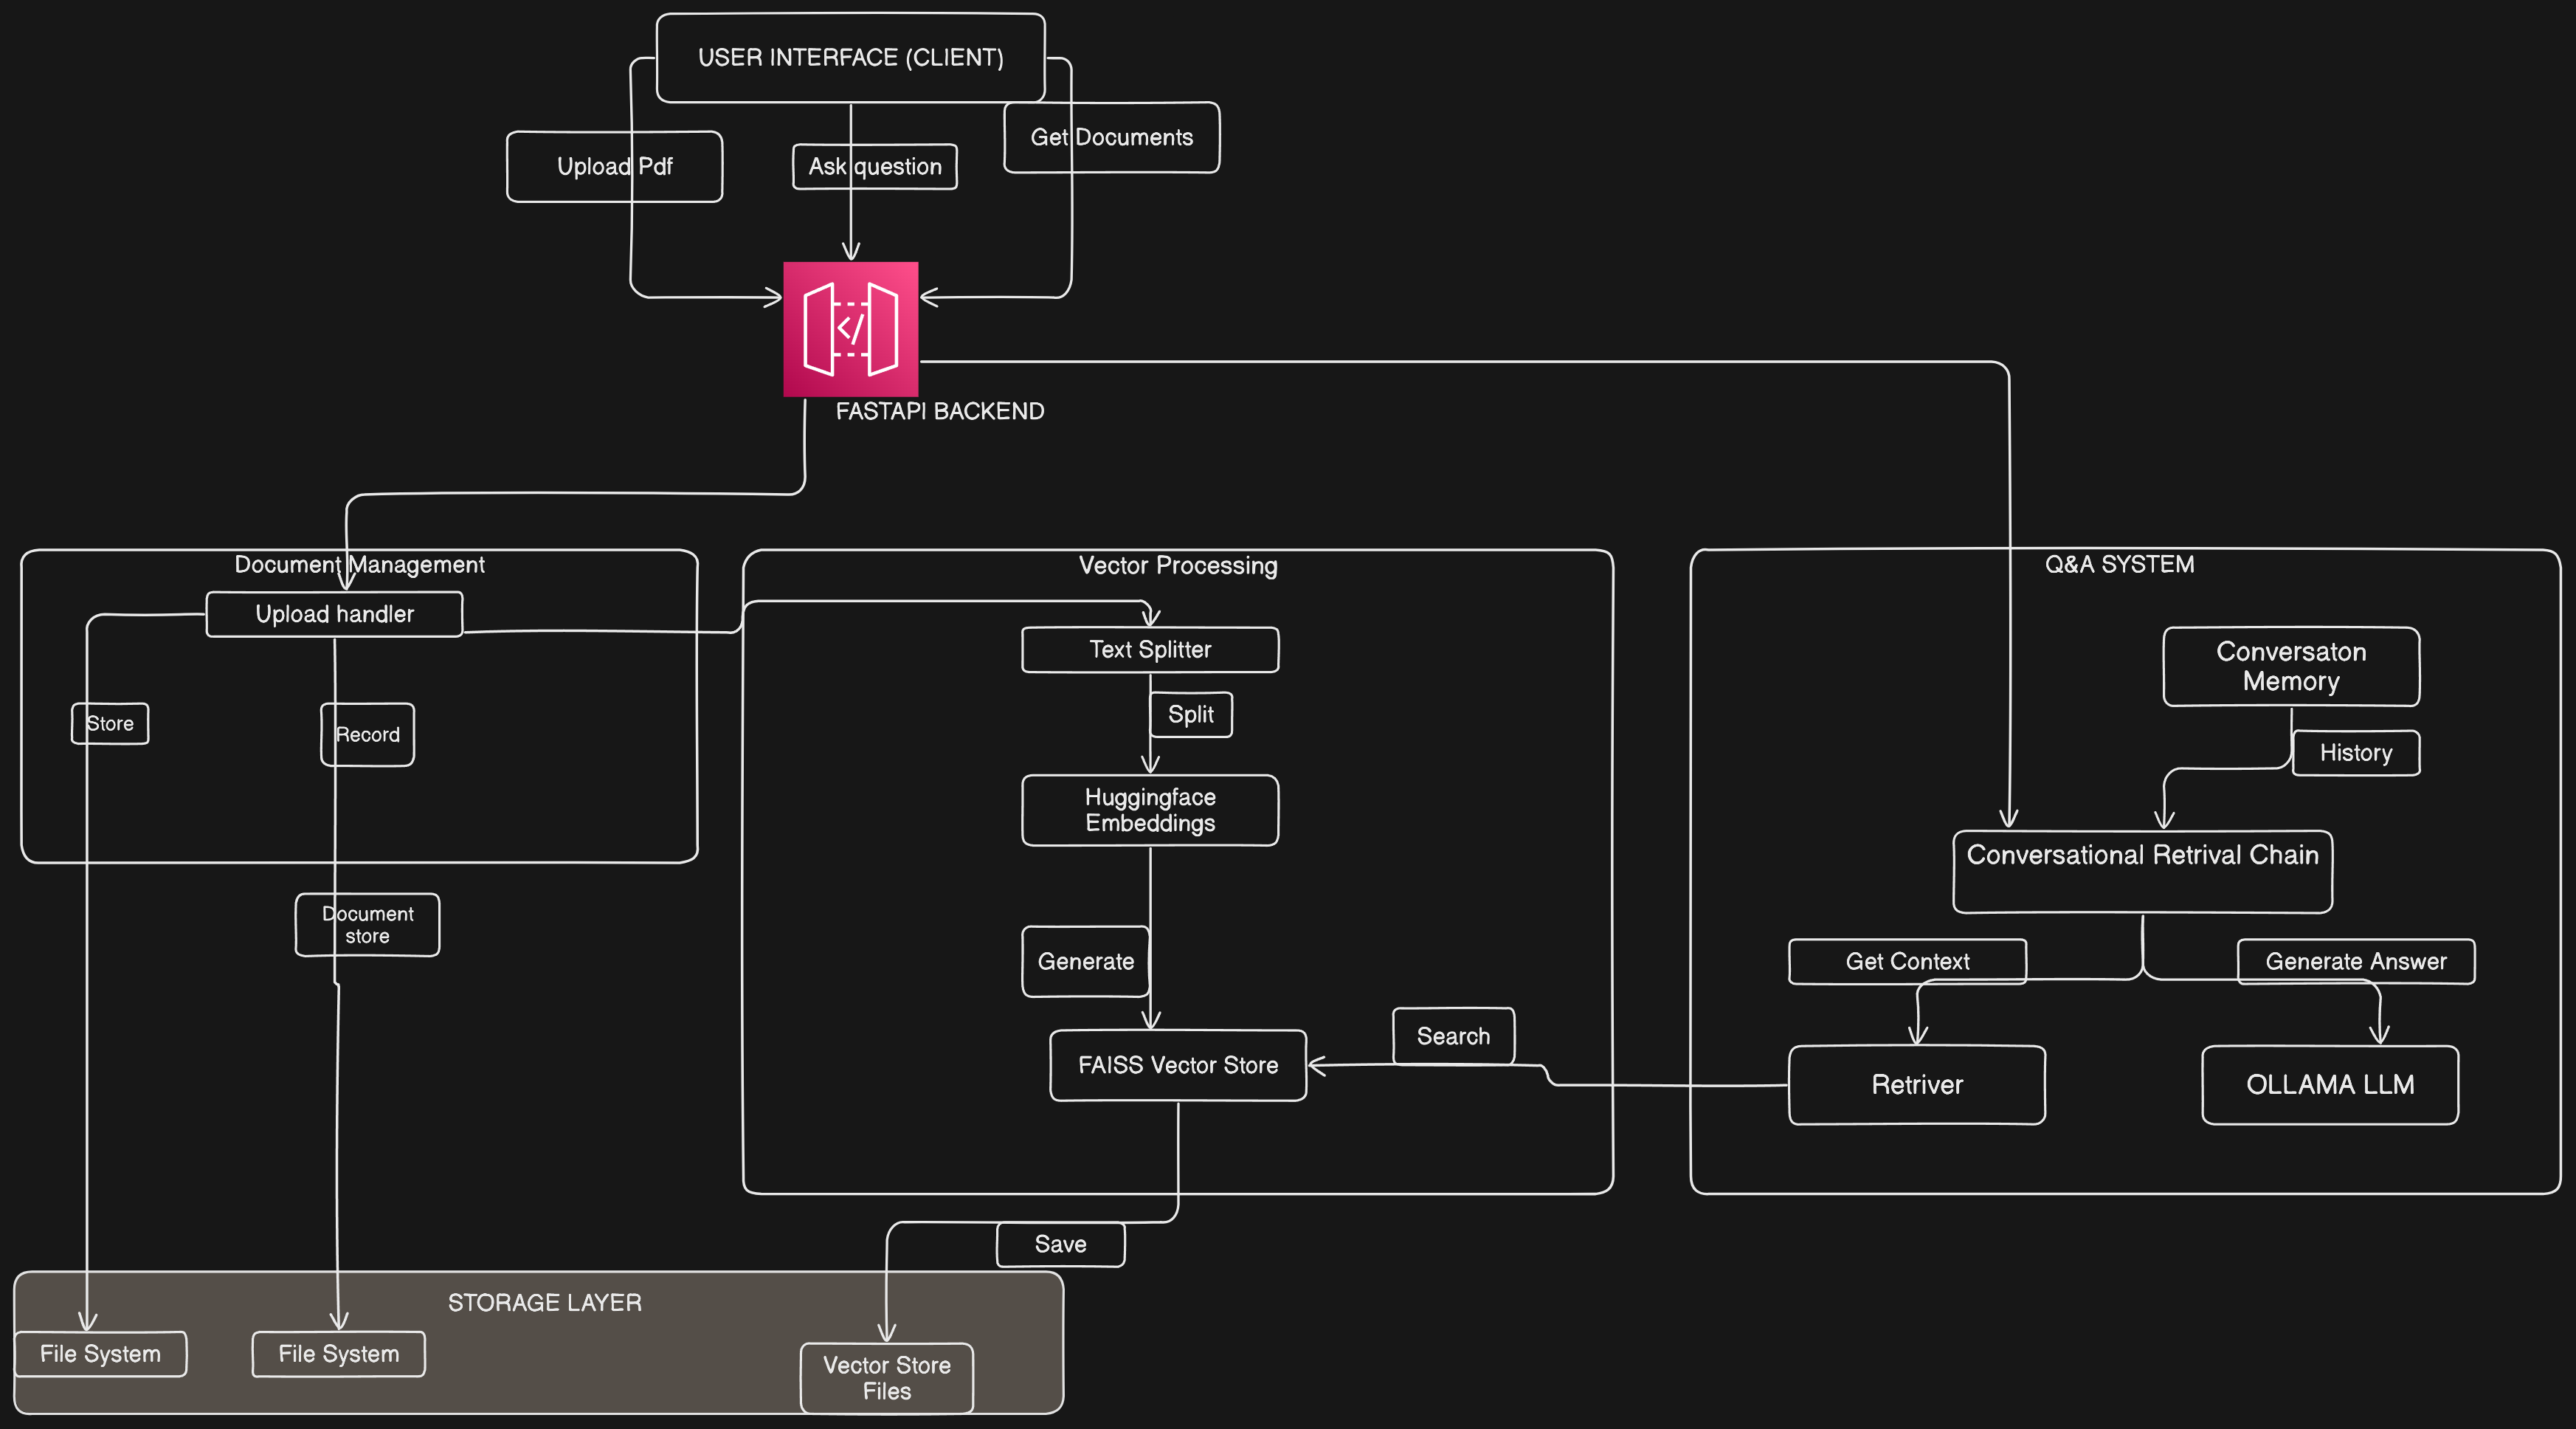 USER INTERFACE (CLIENT)
Upload Pdf
Ask question
Get Documents
FASTAPI BACKEND
Document Management
Upload handler
Store
Record
Document
store
Vector Processing
Text Splitter
Split
Huggingface
Embeddings
Generate
FAISS Vector Store
Search
Save
Q&A SYSTEM
Conversaton
Memory
History
Conversational Retrival Chain
Get Context
Generate Answer
Retriver
OLLAMA LLM
STORAGE LAYER
File System
File System
Vector Store
Files